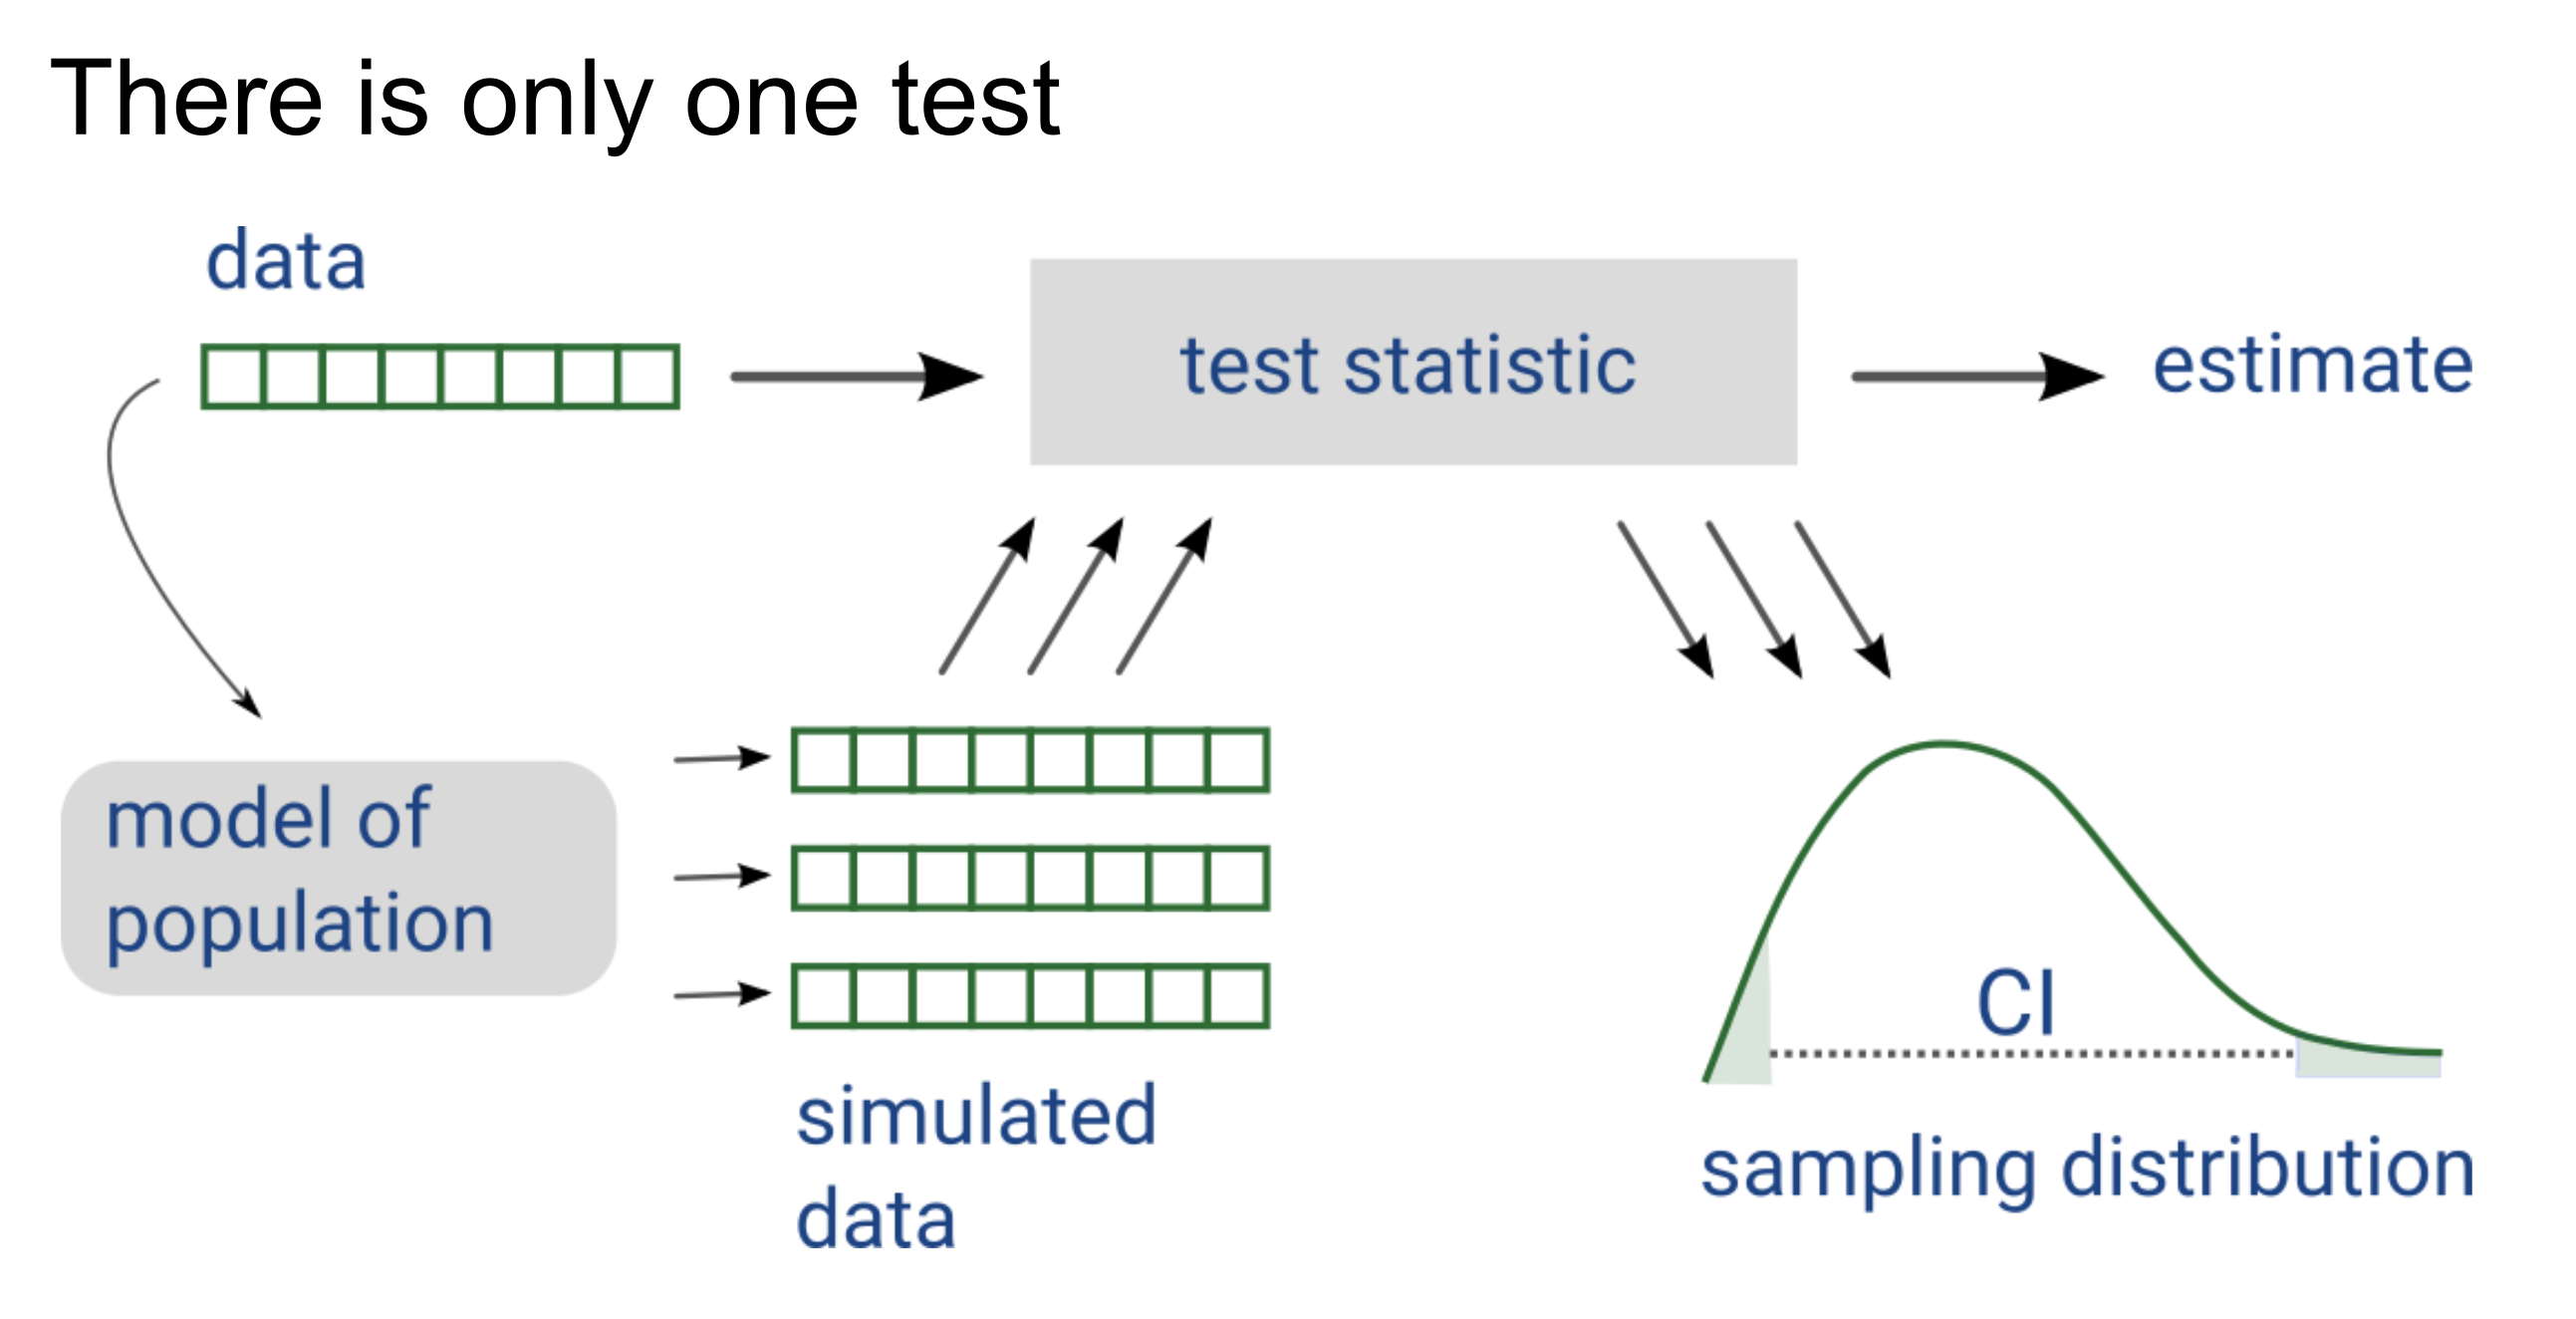 There is only one test
data
test statistic
estimate
model of
population
simulated
data
CI
sampling distribution